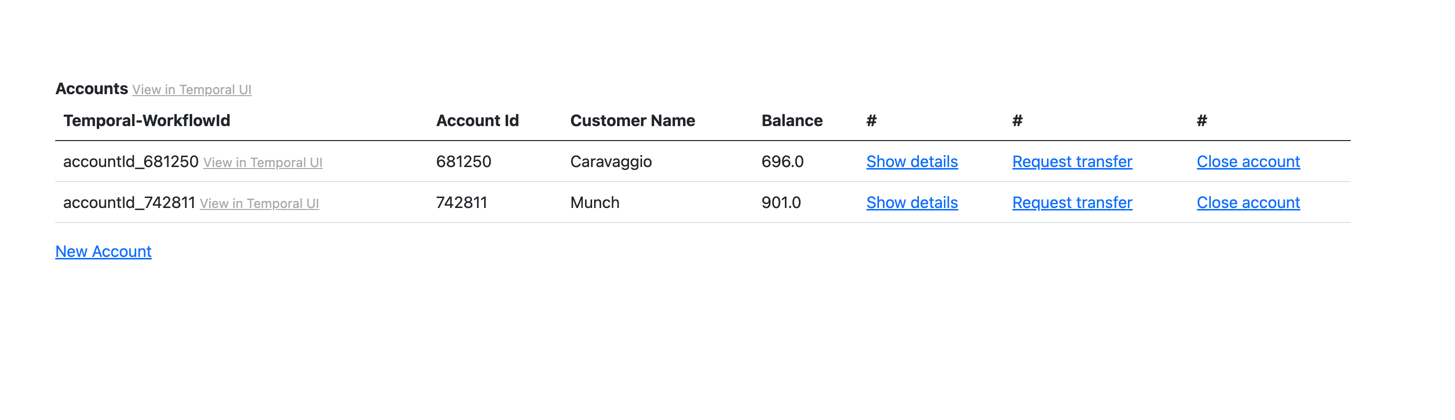 Accounts View in Temporal UI
Temporal-WorkflowId Account Id Customer Name Balance # # #
accountId_681250 View in Temporal UI 681250 Caravaggio 696.0 Show details Request transfer Close account
accountId_742811 View in Temporal UI 742811 Munch 901.0 Show details Request transfer Close account
New Account